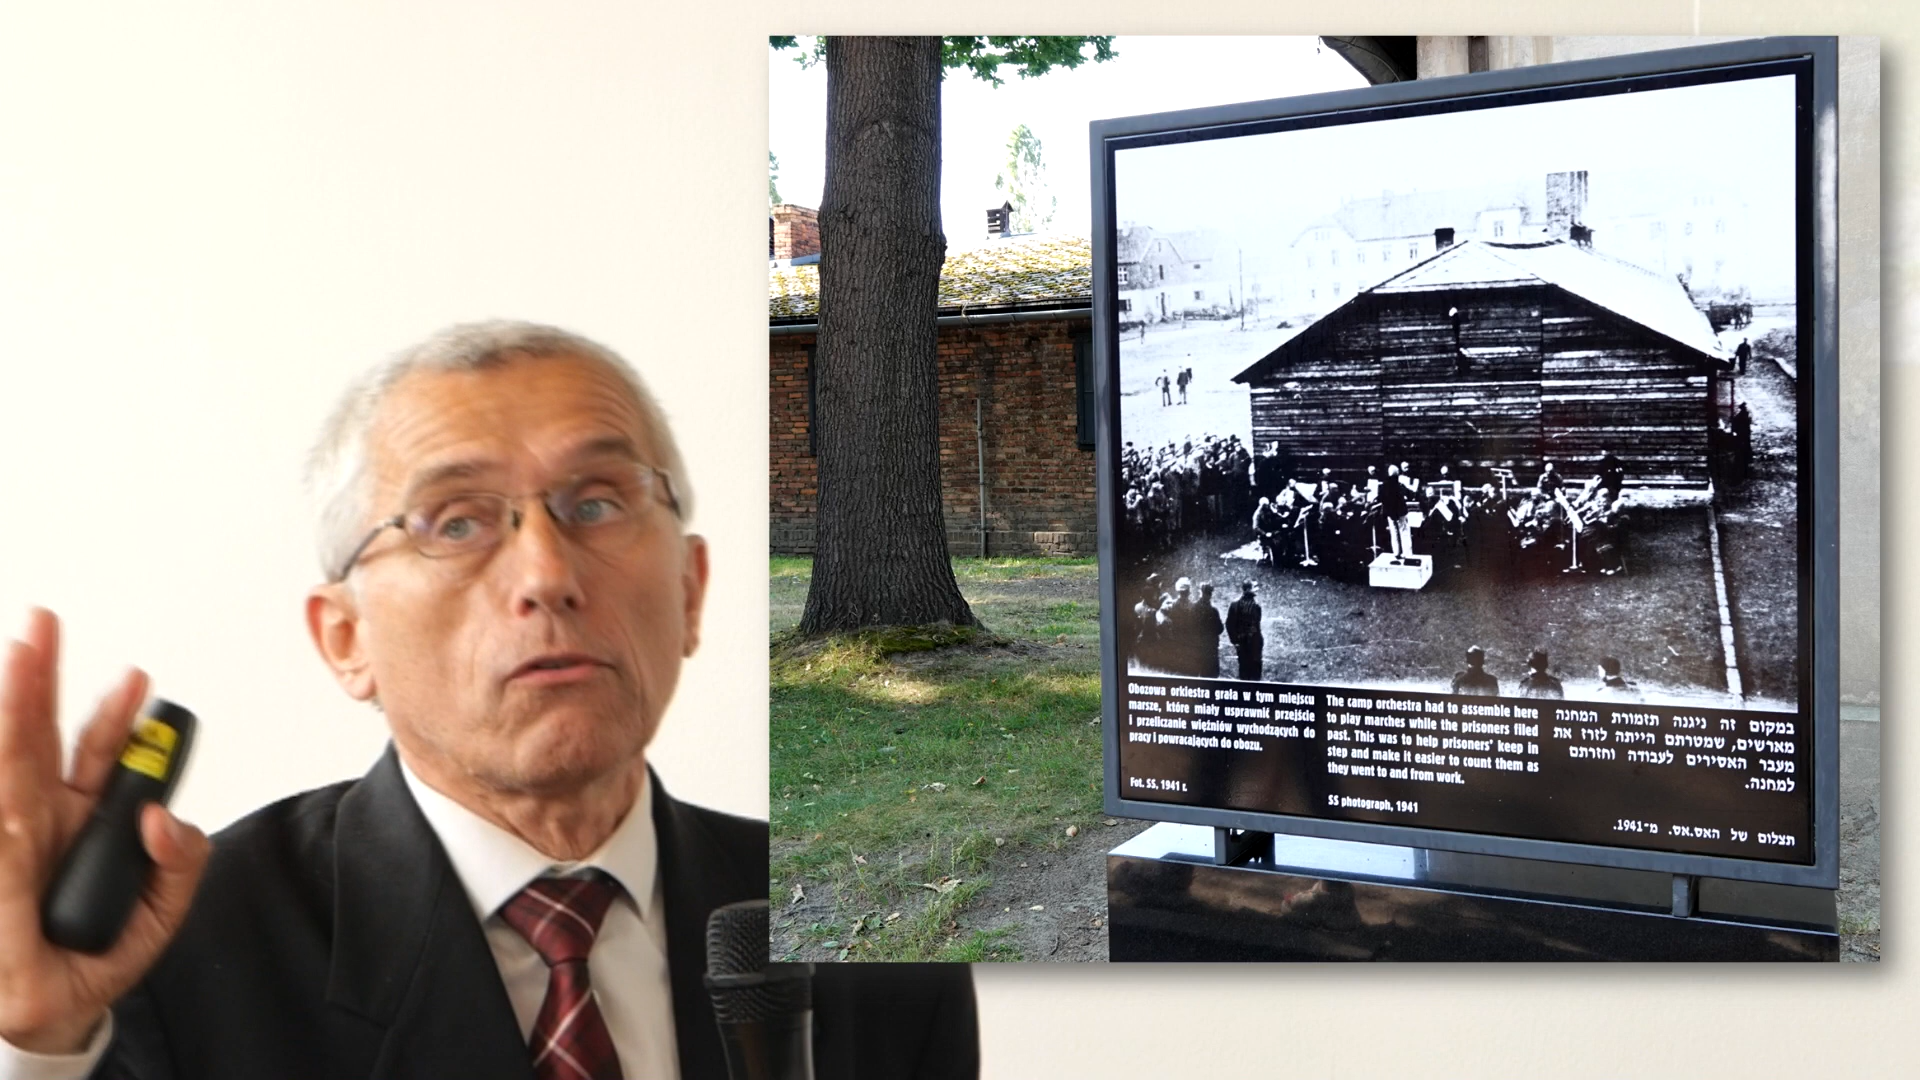 Obozowa orkiestra grała w tym miejscu
marsze, które miały usprawnić przejście
i przeliczanie więźniów wychodzących do
pracy i powracających do obozu.
Fot. SS, 1941 r.
The camp orchestra had to assemble here
to play marches while the prisoners filed
past. This was to help prisoners' keep in
step and make it easier to count them as
they went to and from work.
SS photograph, 1941
במקום זה ניגנה תזמורת המחנה
מארשים, שמטרתם הייתה לזרז את
מעבר האסירים לעבודה וחזרתם
למחנה.
תצלום של האס.אס. מ־1941.